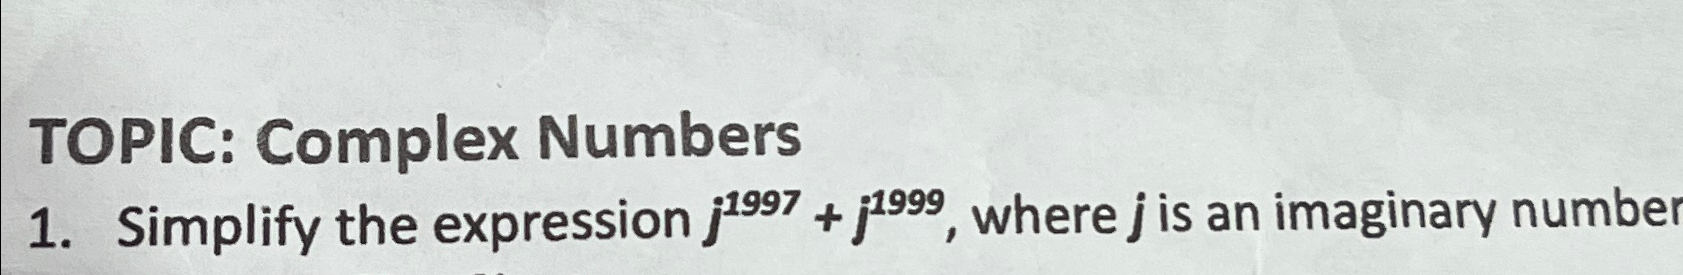 TOPIC: Complex Numbers
1. Simplify the expression j¹⁹⁹⁷ + j¹⁹⁹⁹, where j is an imaginary number